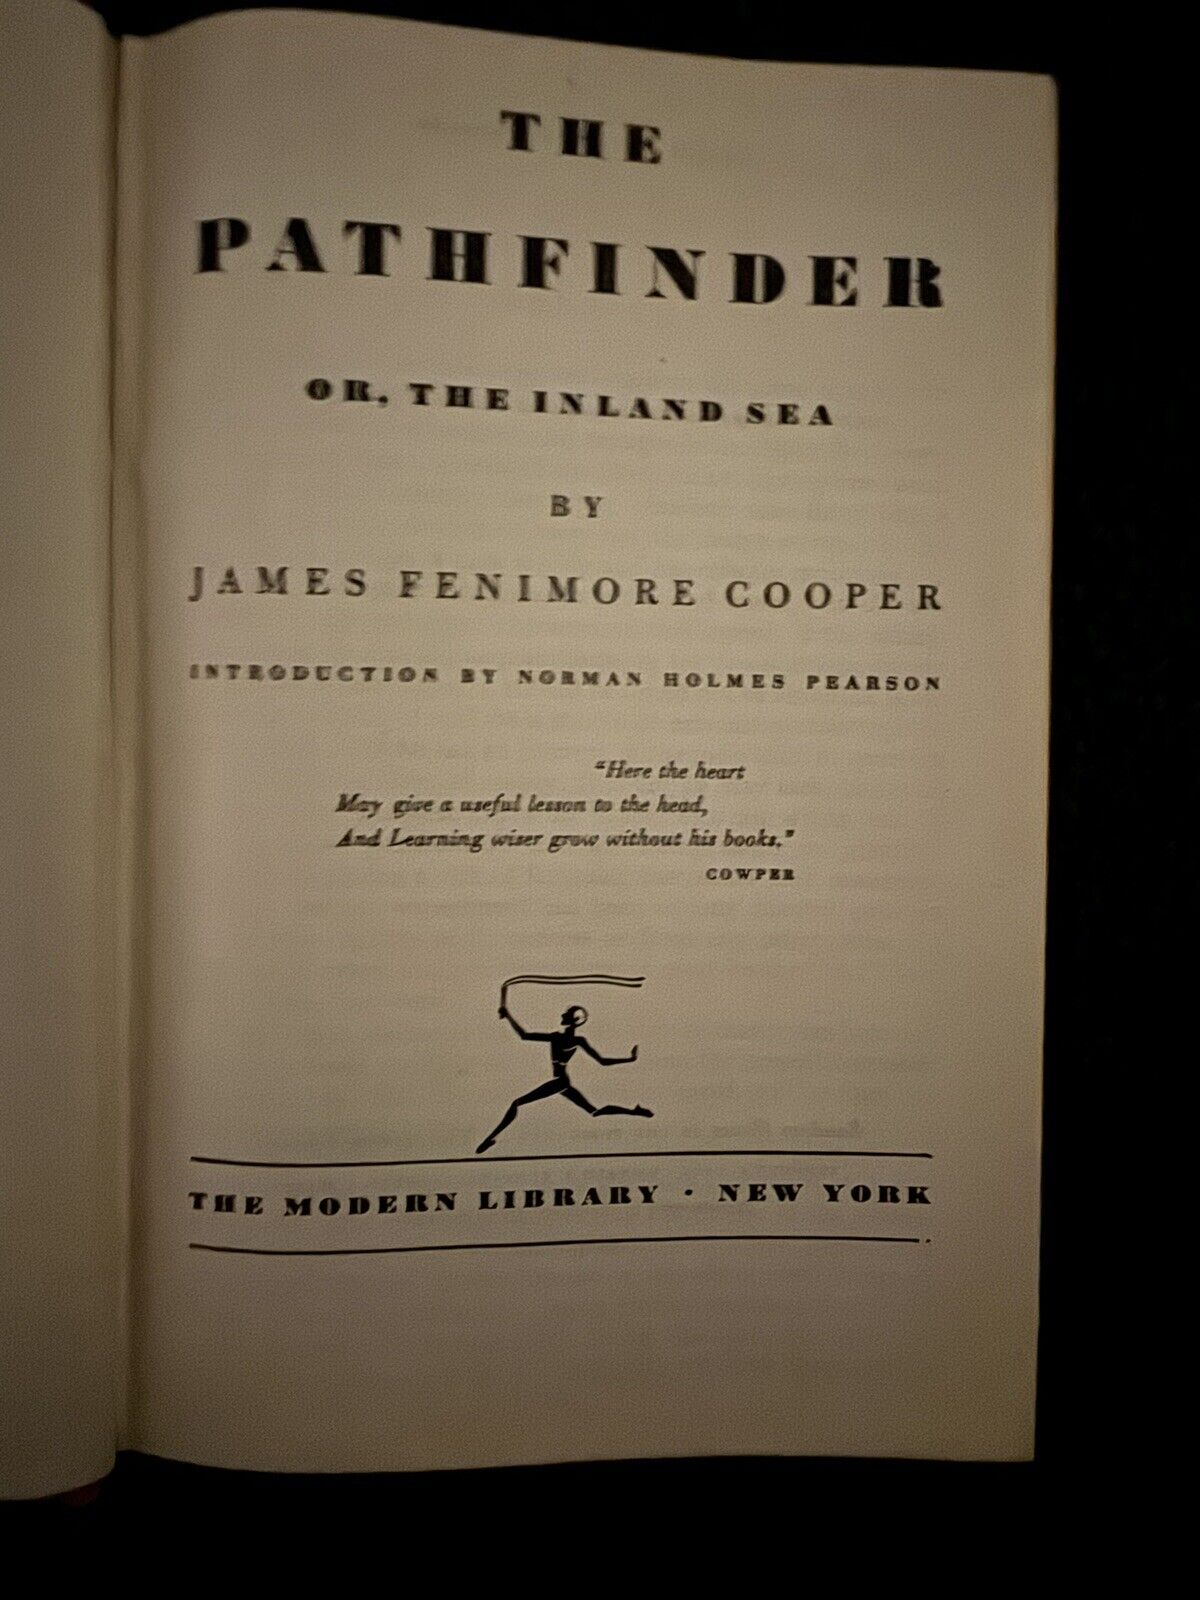 THE
PATHFINDER
OR, THE INLAND SEA
BY
JAMES FENIMORE COOPER
INTRODUCTION BY NORMAN HOLMES PEARSON
"Here the heart
May give a useful lesson to the head,
And Learning wiser grow without his books."
COWPER
THE MODERN LIBRARY · NEW YORK